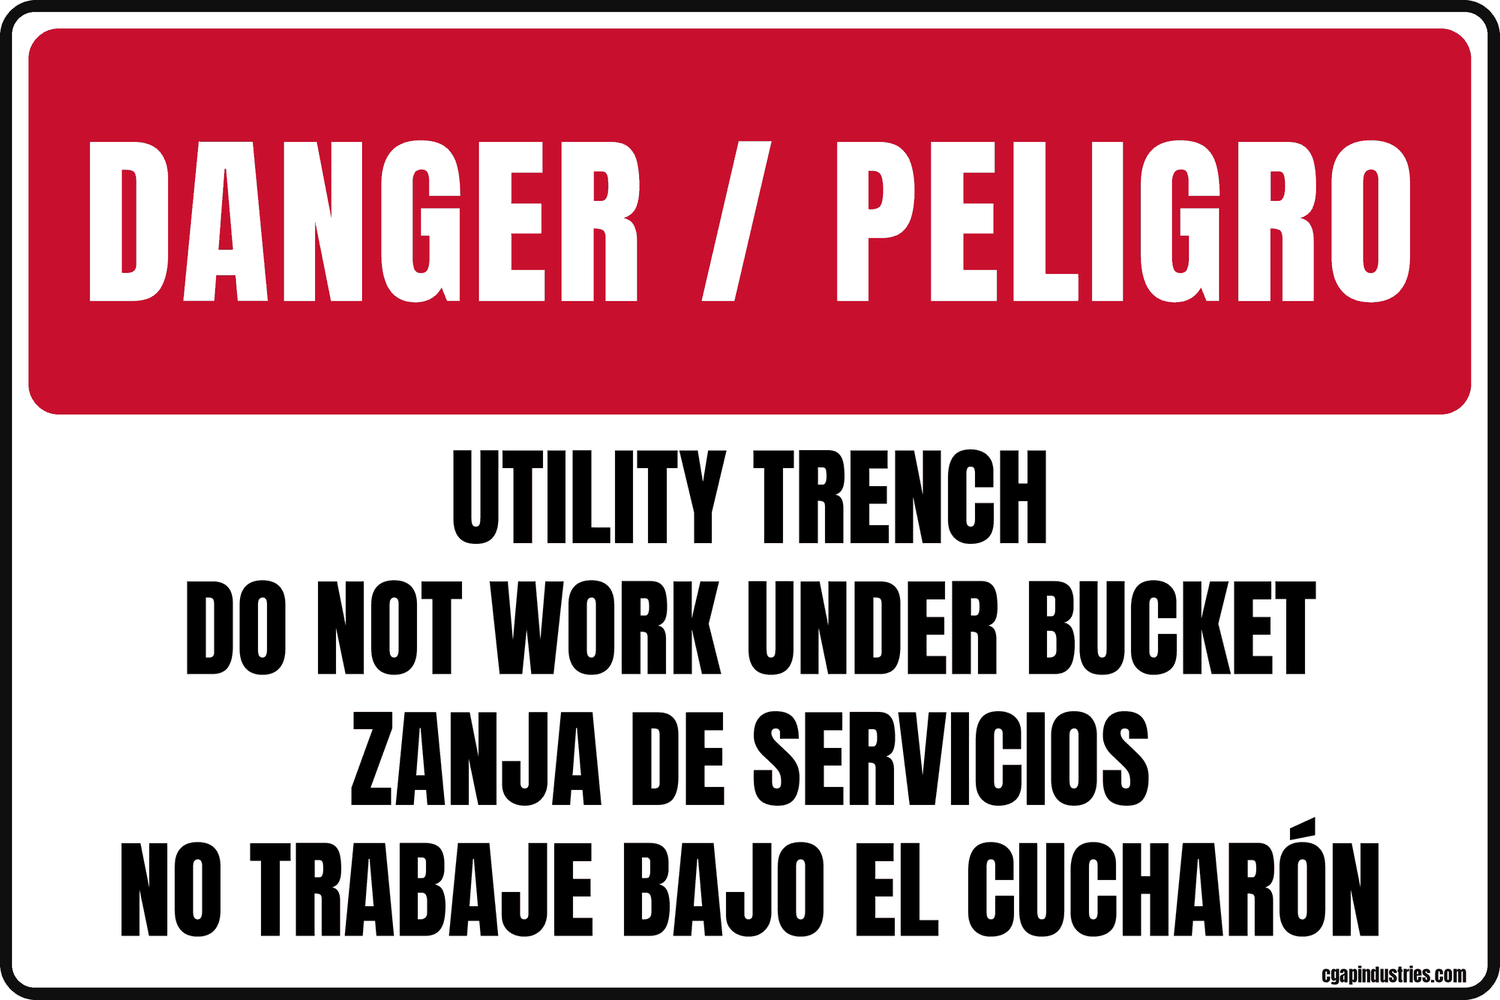 DANGER / PELIGRO
UTILITY TRENCH
DO NOT WORK UNDER BUCKET
ZANJA DE SERVICIOS
NO TRABAJE BAJO EL CUCHARÓN
cgapindustries.com